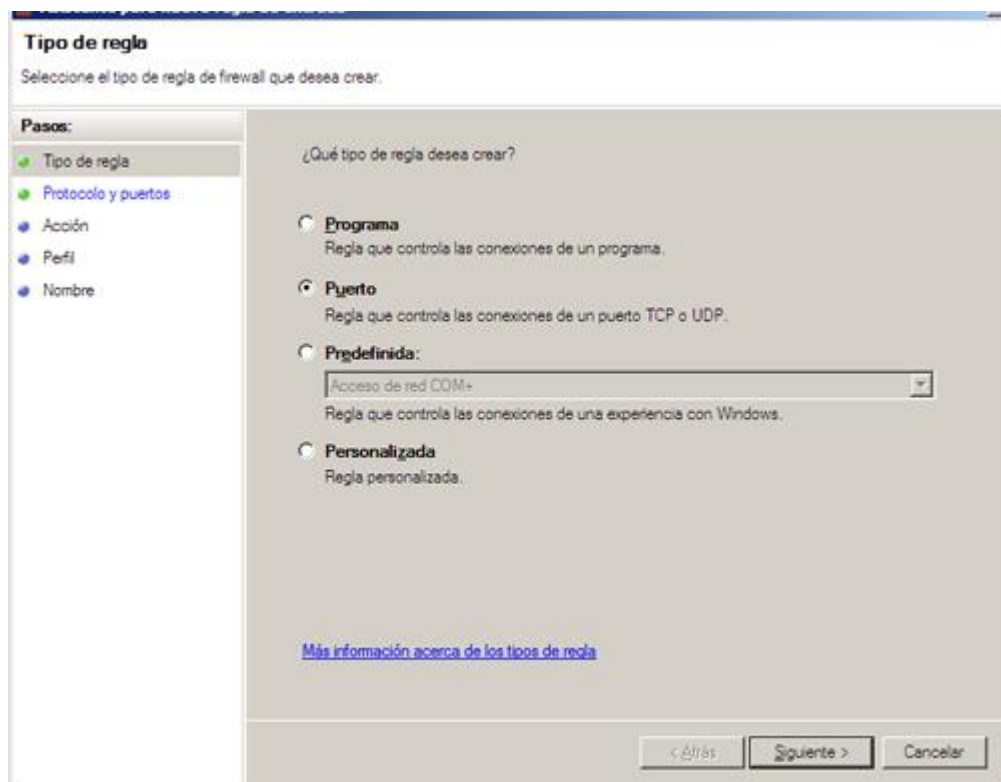 Tipo de regla
Seleccione el tipo de regla de firewall que desea crear.
Pasos:
Tipo de regla
Protocolo y puertos
Acción
Perfil
Nombre
¿Qué tipo de regla desea crear?
Programa
Regla que controla las conexiones de un programa.
Puerto
Regla que controla las conexiones de un puerto TCP o UDP.
Predefinida:
Acceso de red COM+
Regla que controla las conexiones de una experiencia con Windows.
Personalizada
Regla personalizada.
Más información acerca de los tipos de regla
< Atrás
Siguiente >
Cancelar